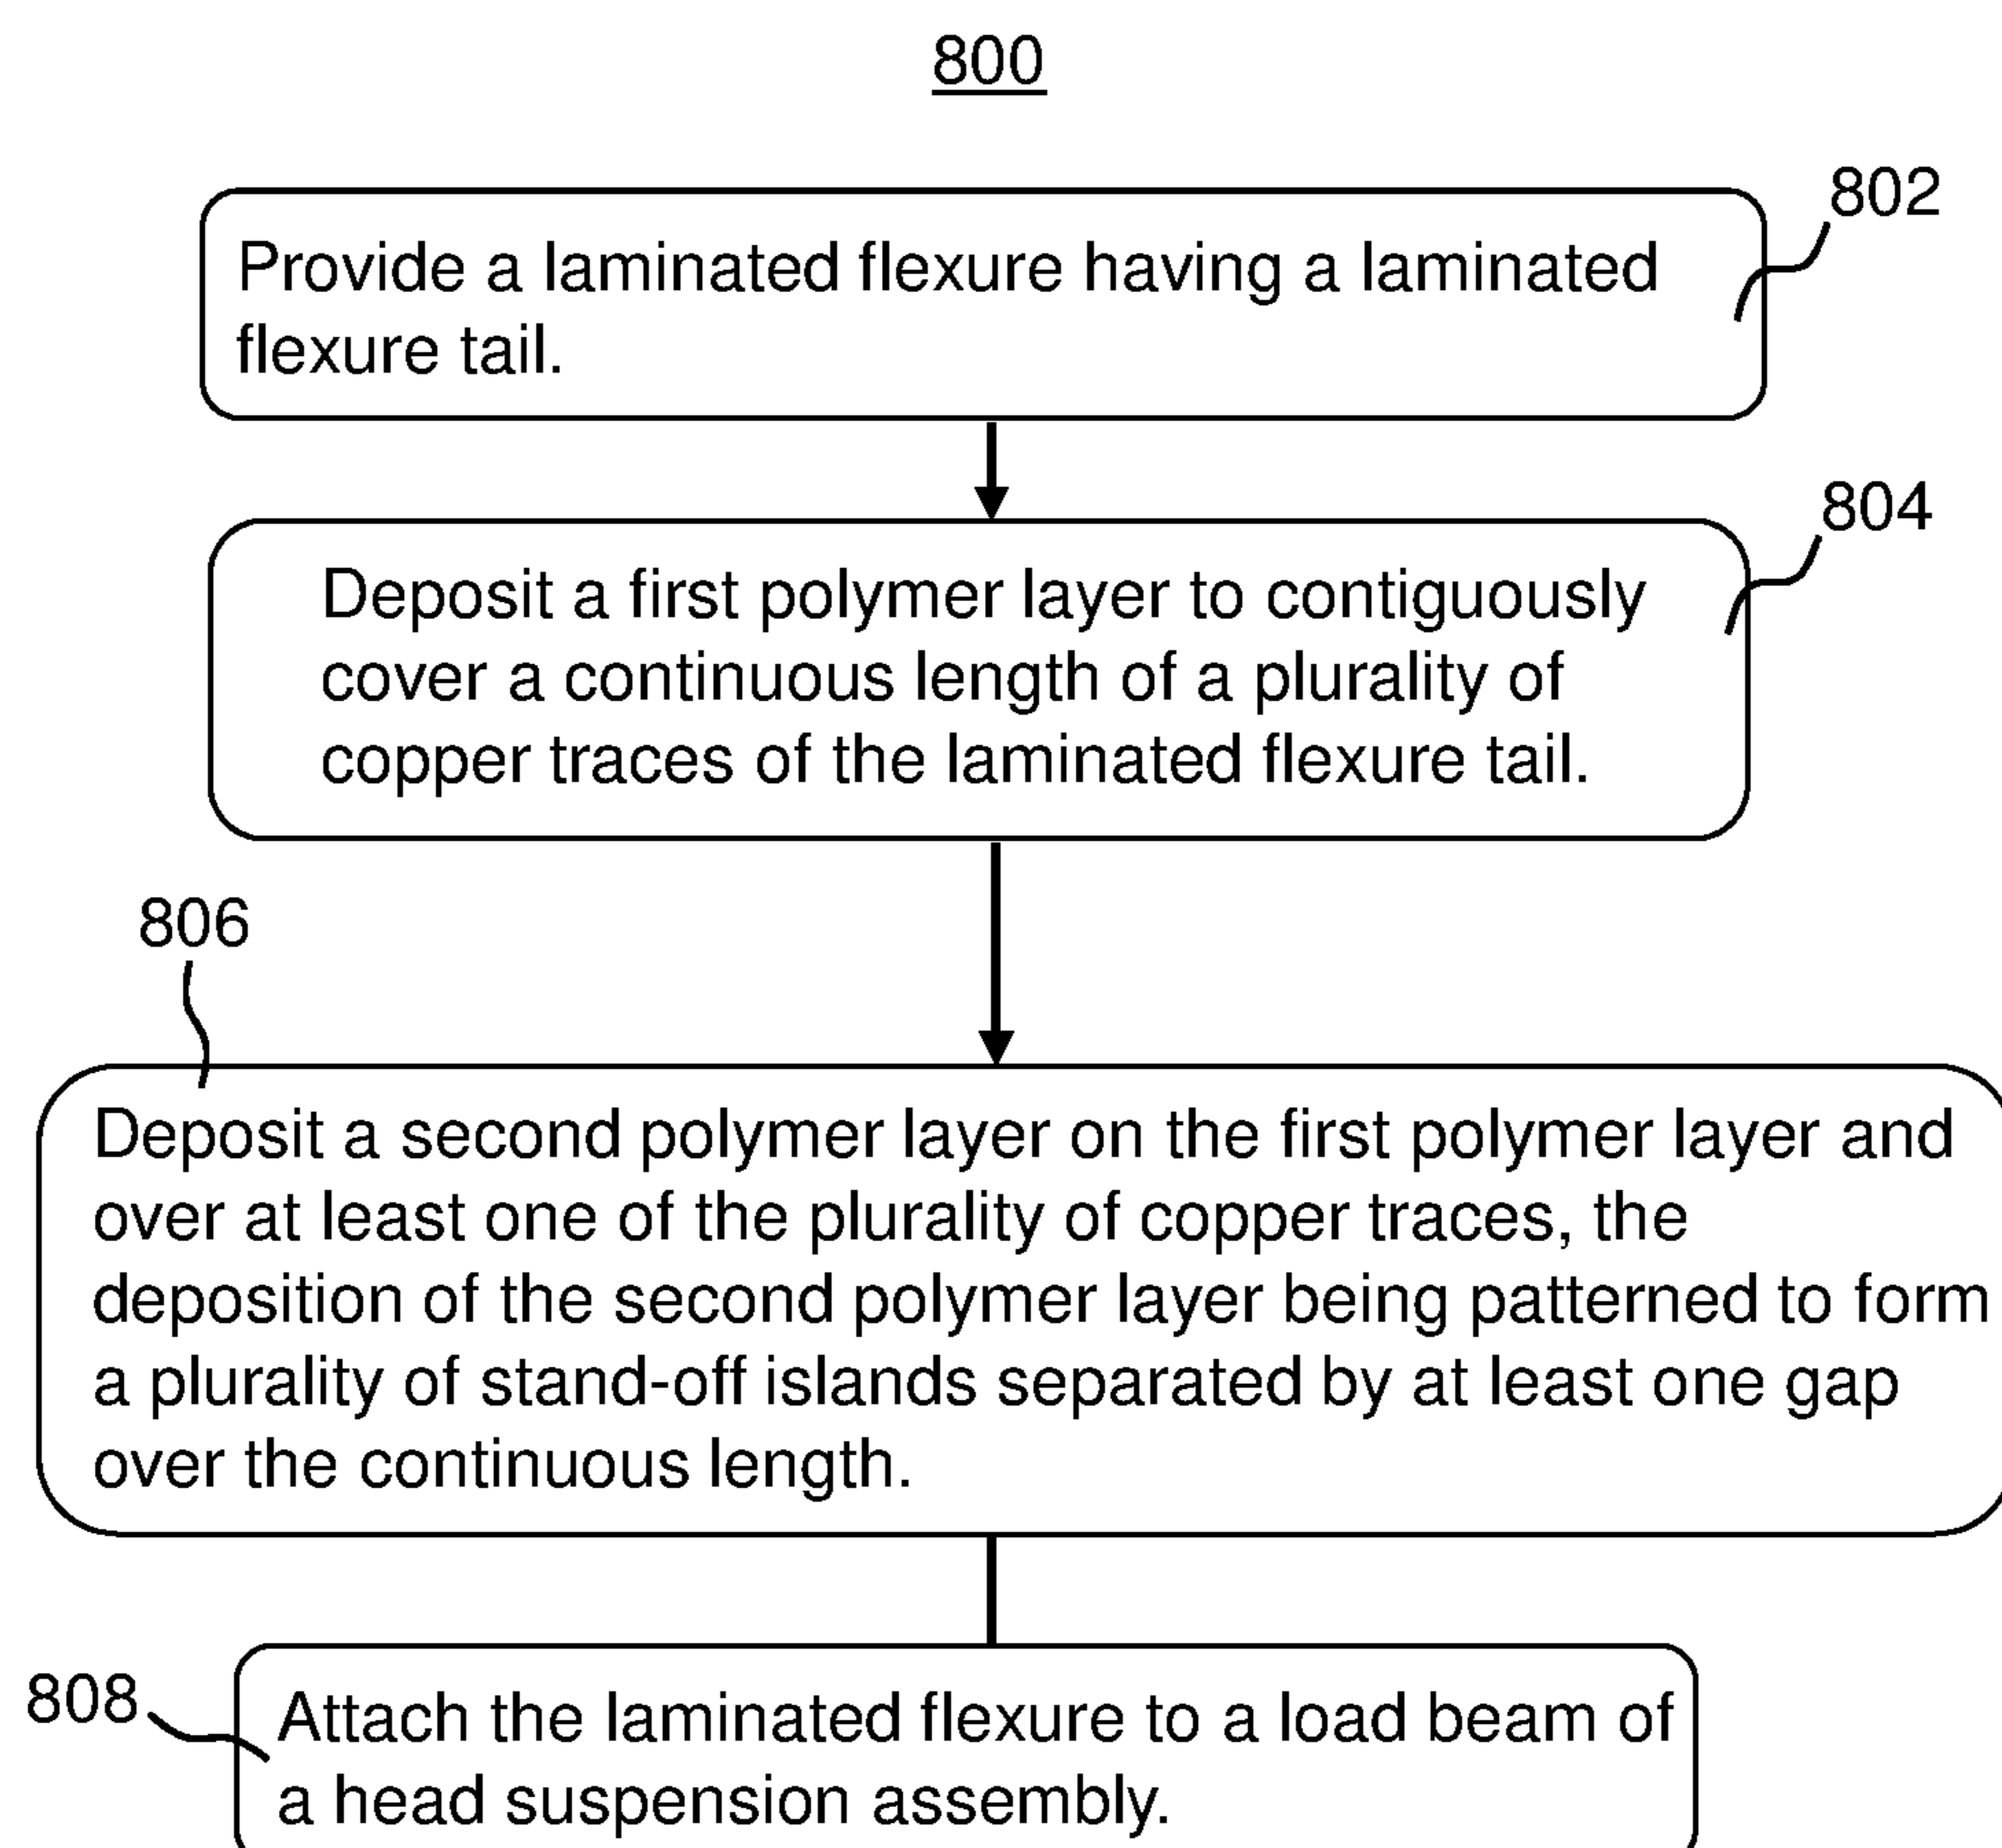 800
802
Provide a laminated flexure having a laminated
flexure tail.
804
Deposit a first polymer layer to contiguously
cover a continuous length of a plurality of
copper traces of the laminated flexure tail.
806
Deposit a second polymer layer on the first polymer layer and
over at least one of the plurality of copper traces, the
deposition of the second polymer layer being patterned to form
a plurality of stand-off islands separated by at least one gap
over the continuous length.
808
Attach the laminated flexure to a load beam of
a head suspension assembly.